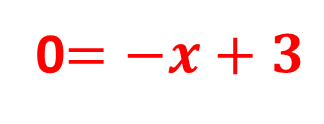 0= −x + 3